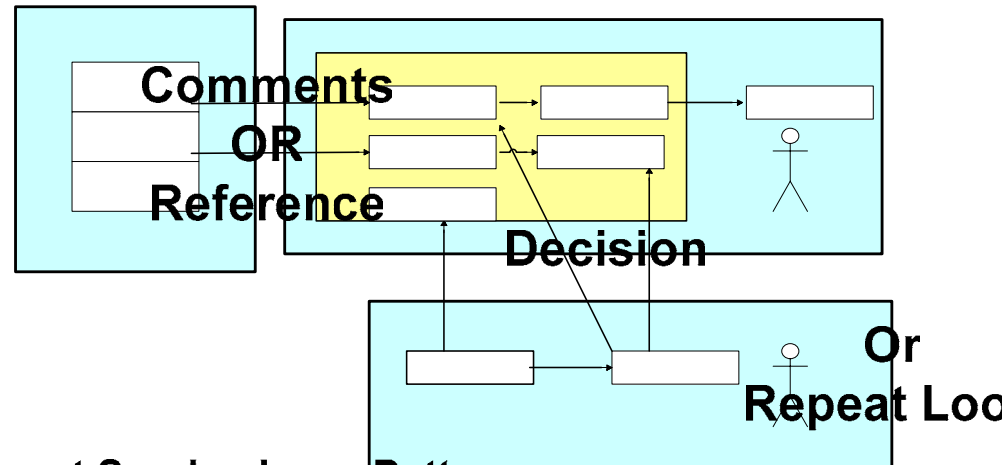 Comments
OR
Reference
Decision
Or
Repeat Loo